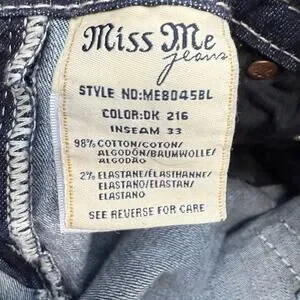 Miss Me
jeans
STYLE NO:ME8045BL
COLOR:DK 216
INSEAM 33
98% COTTON/COTON/
ALGODÓN/BAUMWOLLE/
ALGODÃO
2% ELASTANE/ÉLASTHANNE/
ELASTANO/ELASTAN/
ELASTANO
SEE REVERSE FOR CARE